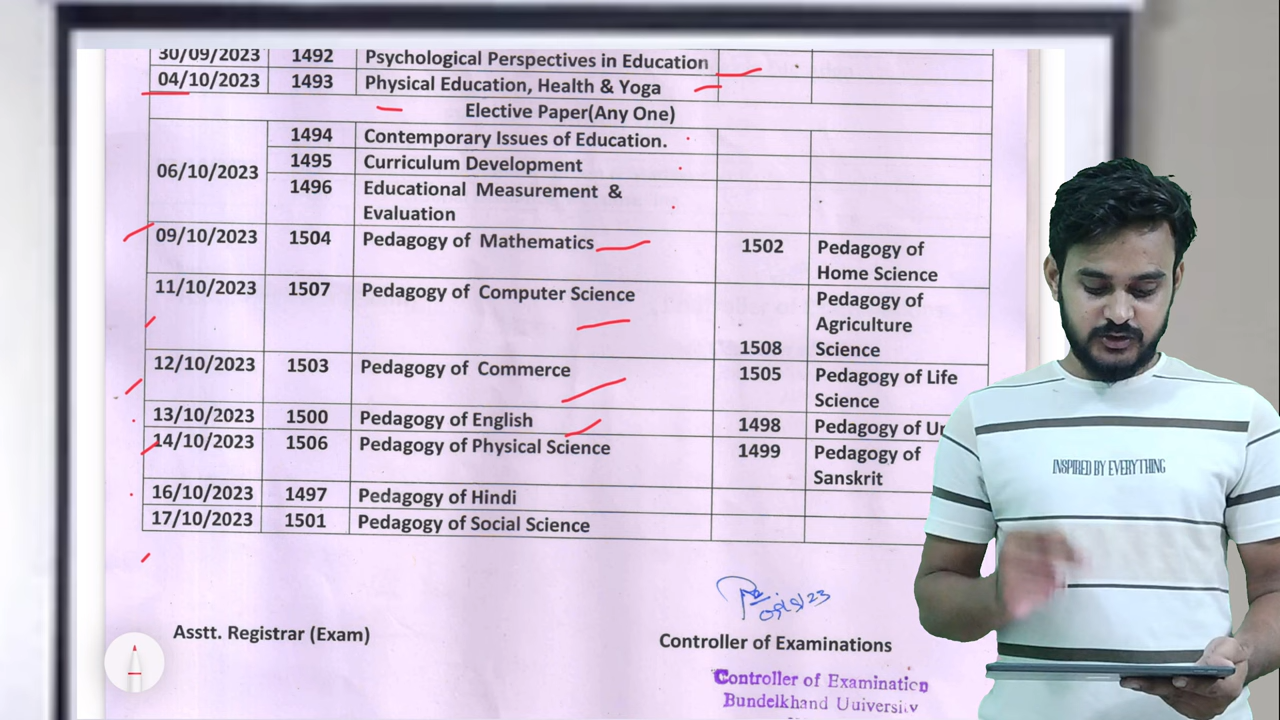 30/09/2023 1492 Psychological Perspectives in Education
04/10/2023 1493 Physical Education, Health & Yoga
Elective Paper(Any One)
1494 Contemporary Issues of Education.
06/10/2023 1495 Curriculum Development
1496 Educational Measurement &
Evaluation
09/10/2023 1504 Pedagogy of Mathematics 1502 Pedagogy of
Home Science
11/10/2023 1507 Pedagogy of Computer Science Pedagogy of
Agriculture
1508 Science
12/10/2023 1503 Pedagogy of Commerce 1505 Pedagogy of Life
Science
13/10/2023 1500 Pedagogy of English 1498 Pedagogy of
14/10/2023 1506 Pedagogy of Physical Science 1499 Pedagogy of
Sanskrit
16/10/2023 1497 Pedagogy of Hindi
17/10/2023 1501 Pedagogy of Social Science
INSPIRED BY EVERYTHING
Asstt. Registrar (Exam)
Controller of Examinations
Controller of Examination
Bundelkhand Uuiversity